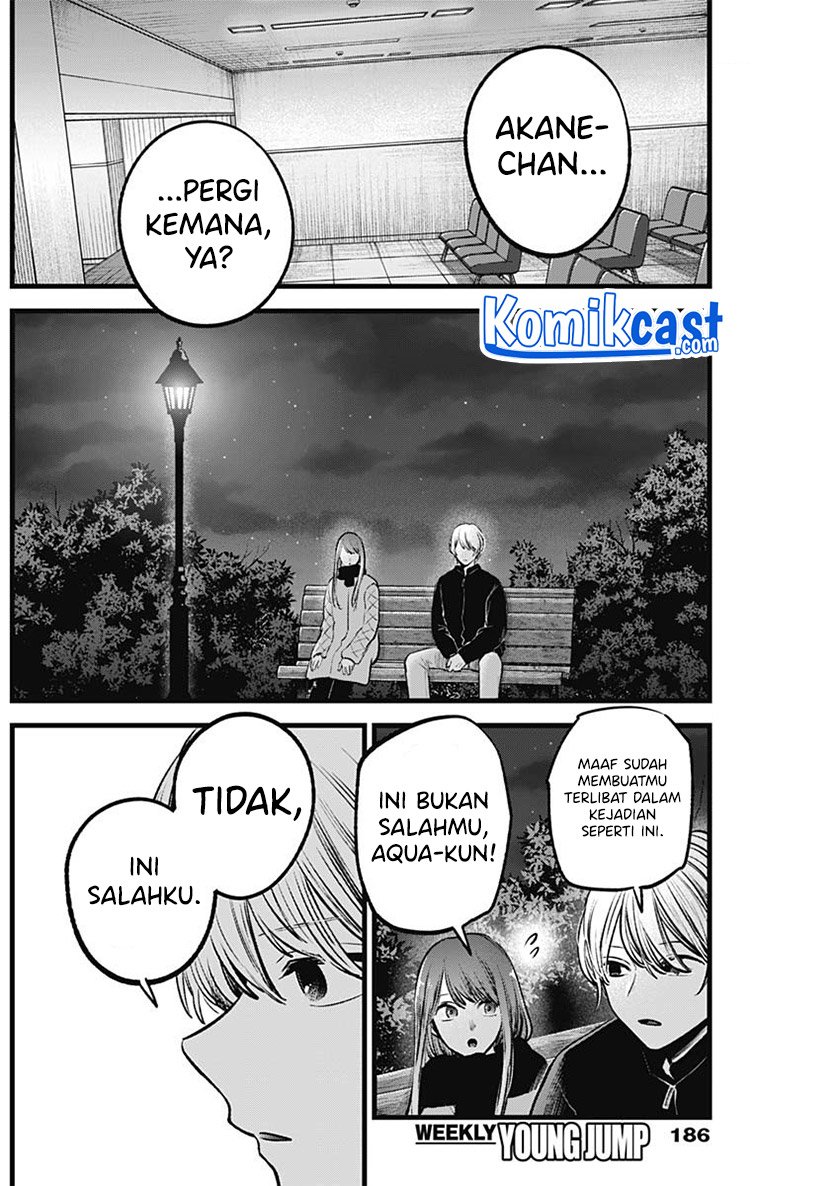 AKANE-
CHAN...
...PERGI
KEMANA,
YA?
Komikcast
.com
MAAF SUDAH
MEMBUATMU
TERLIBAT DALAM
KEJADIAN
SEPERTI INI.
INI BUKAN
SALAHMU,
AQUA-KUN!
TIDAK,
INI
SALAHKU.
WEEKLY YOUNG JUMP 186